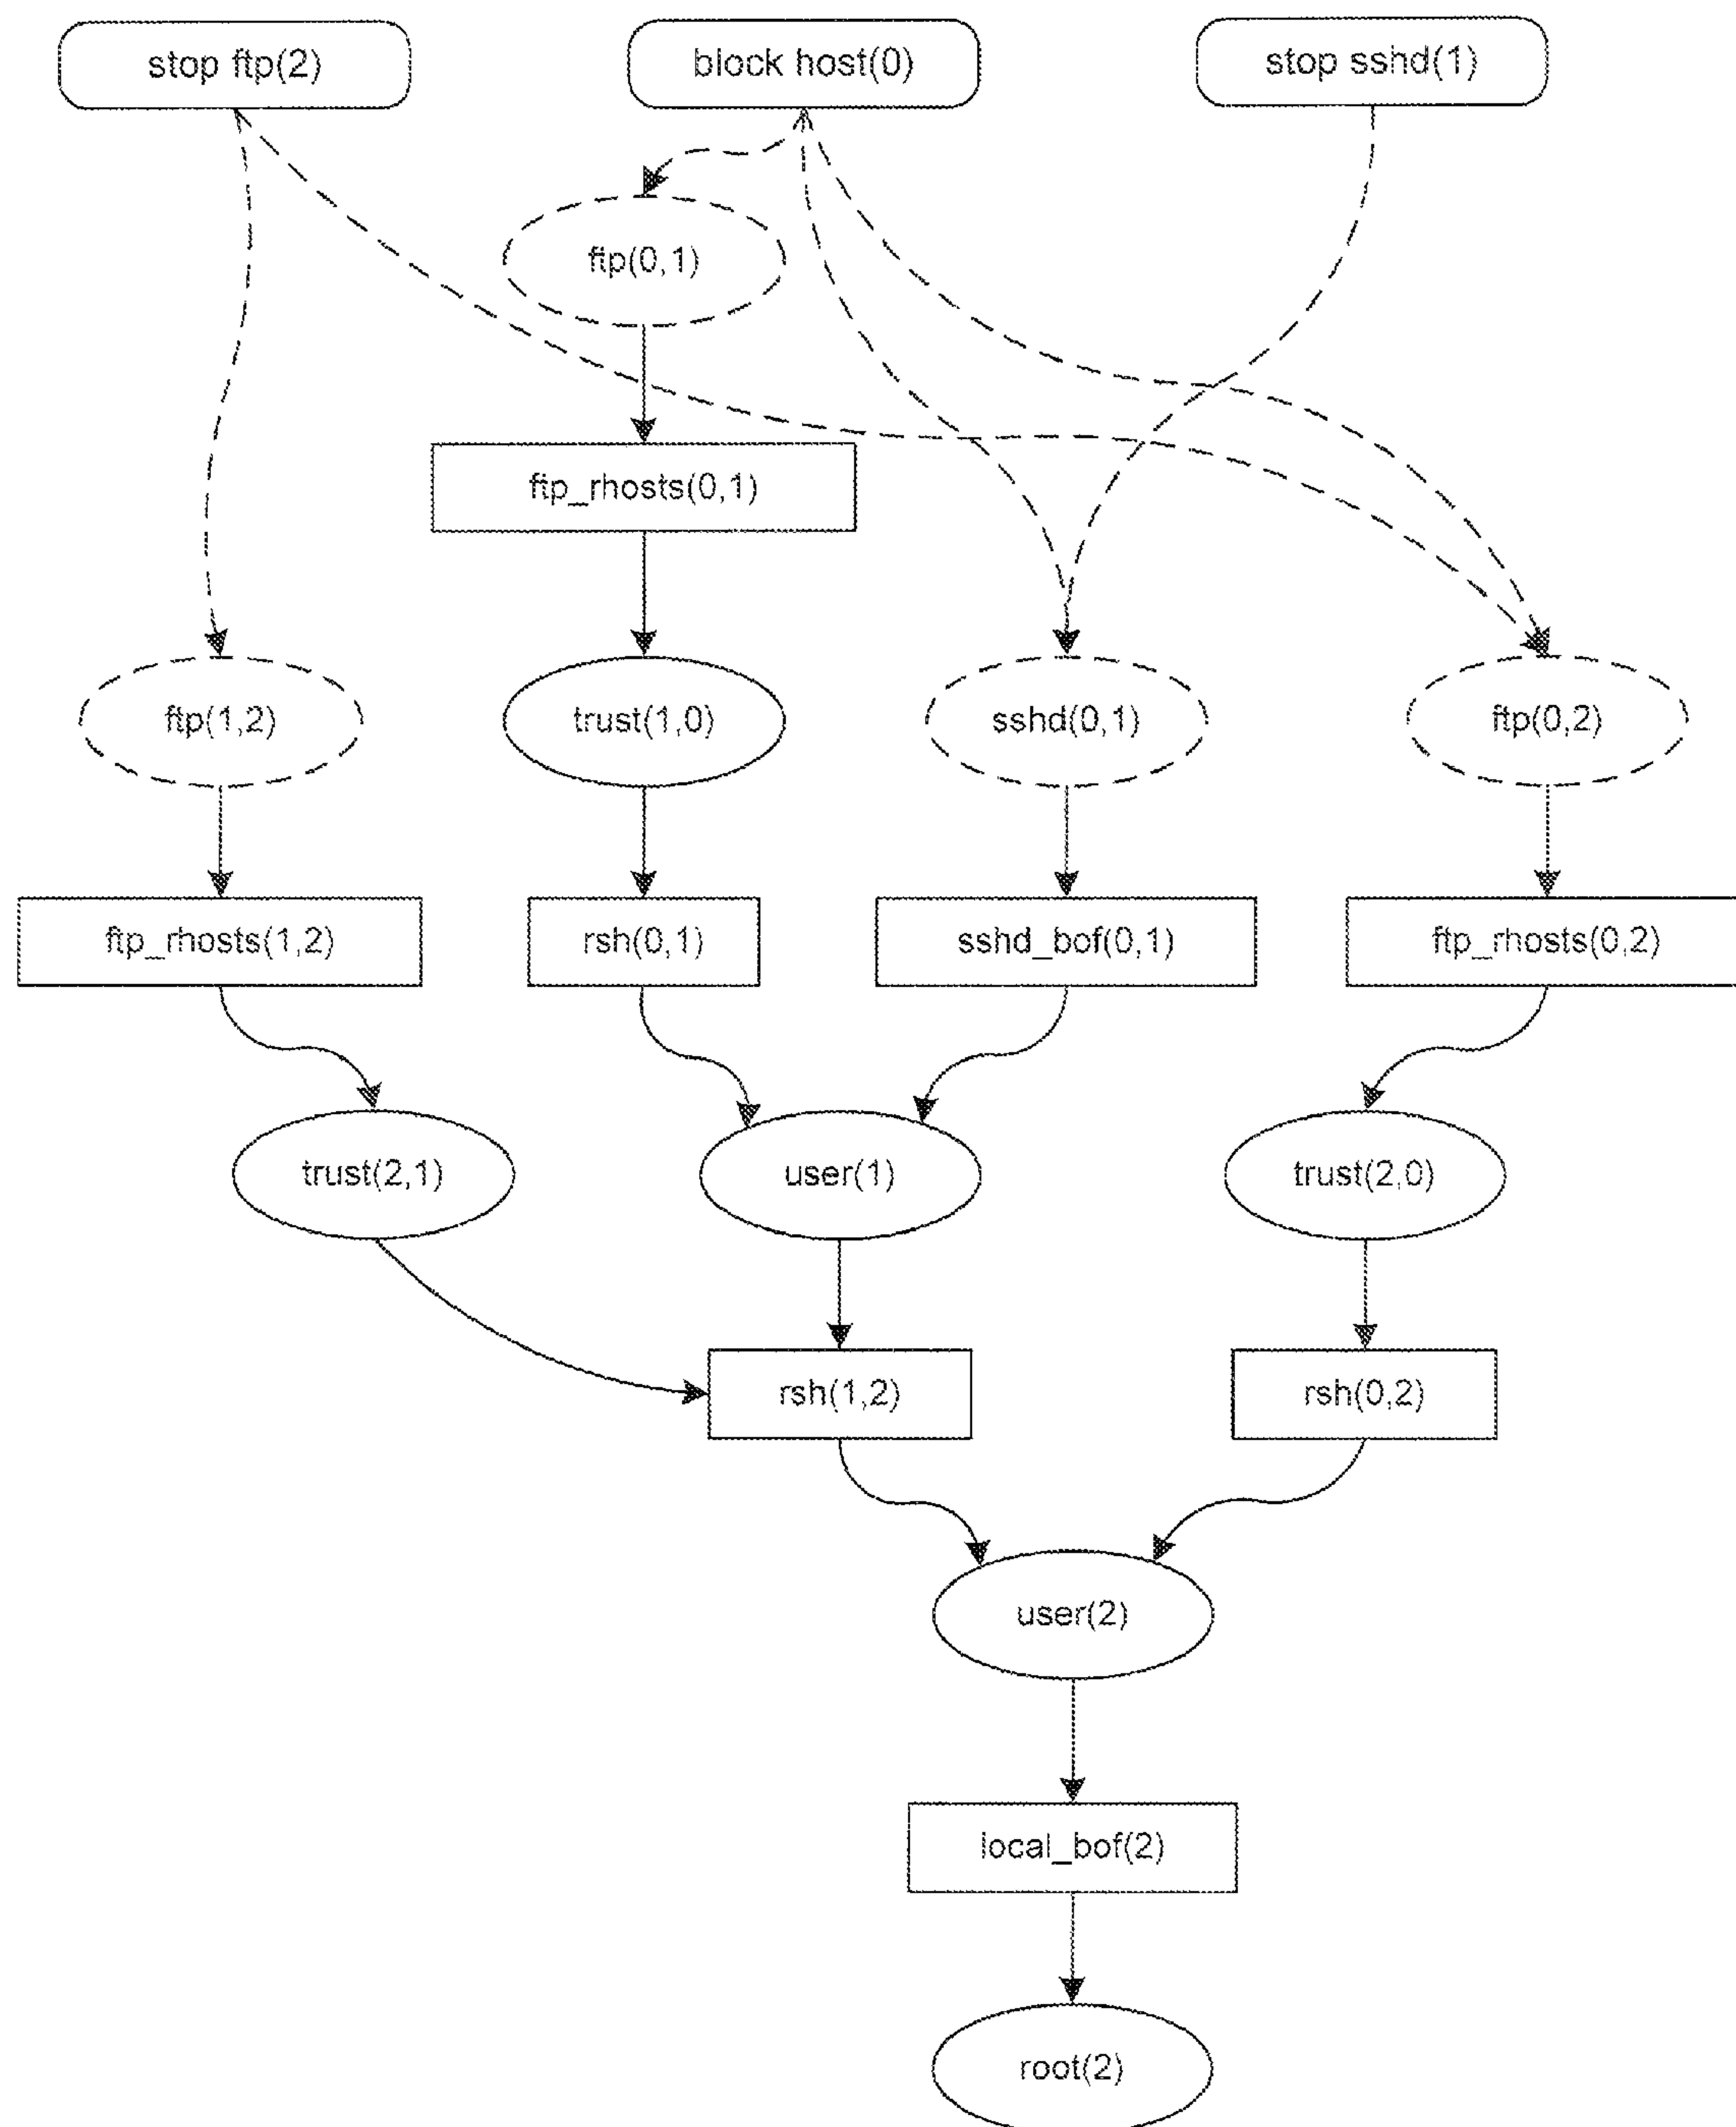 stop ftp(2)
block host(0)
stop sshd(1)
ftp(0,1)
ftp_rhosts(0,1)
ftp(1,2)
trust(1,0)
sshd(0,1)
ftp(0,2)
ftp_rhosts(1,2)
rsh(0,1)
sshd_bof(0,1)
ftp_rhosts(0,2)
trust(2,1)
user(1)
trust(2,0)
rsh(1,2)
rsh(0,2)
user(2)
local_bof(2)
root(2)